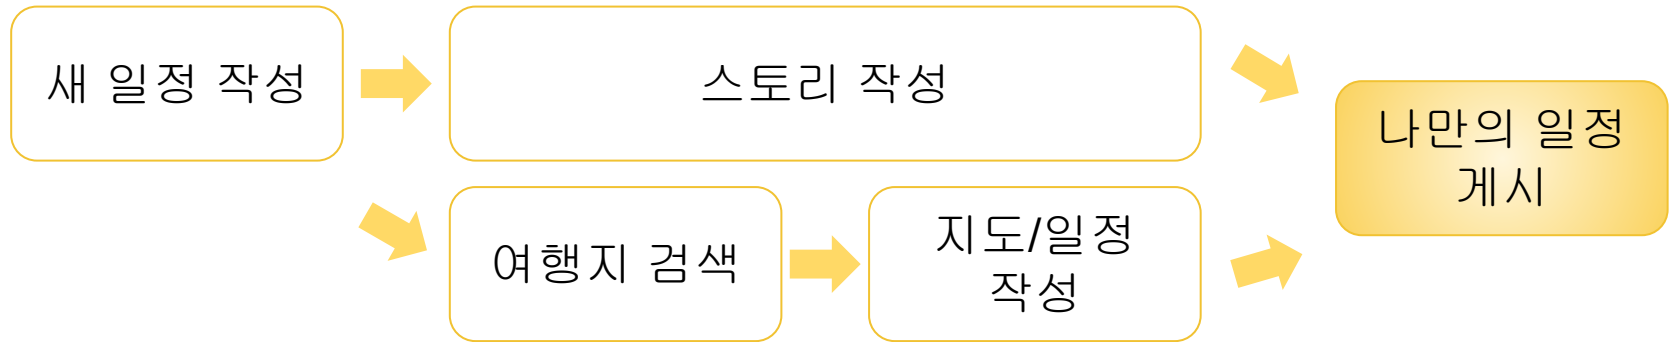 새 일정 작성
스토리 작성
나만의 일정
게시
여행지 검색
지도/일정
작성